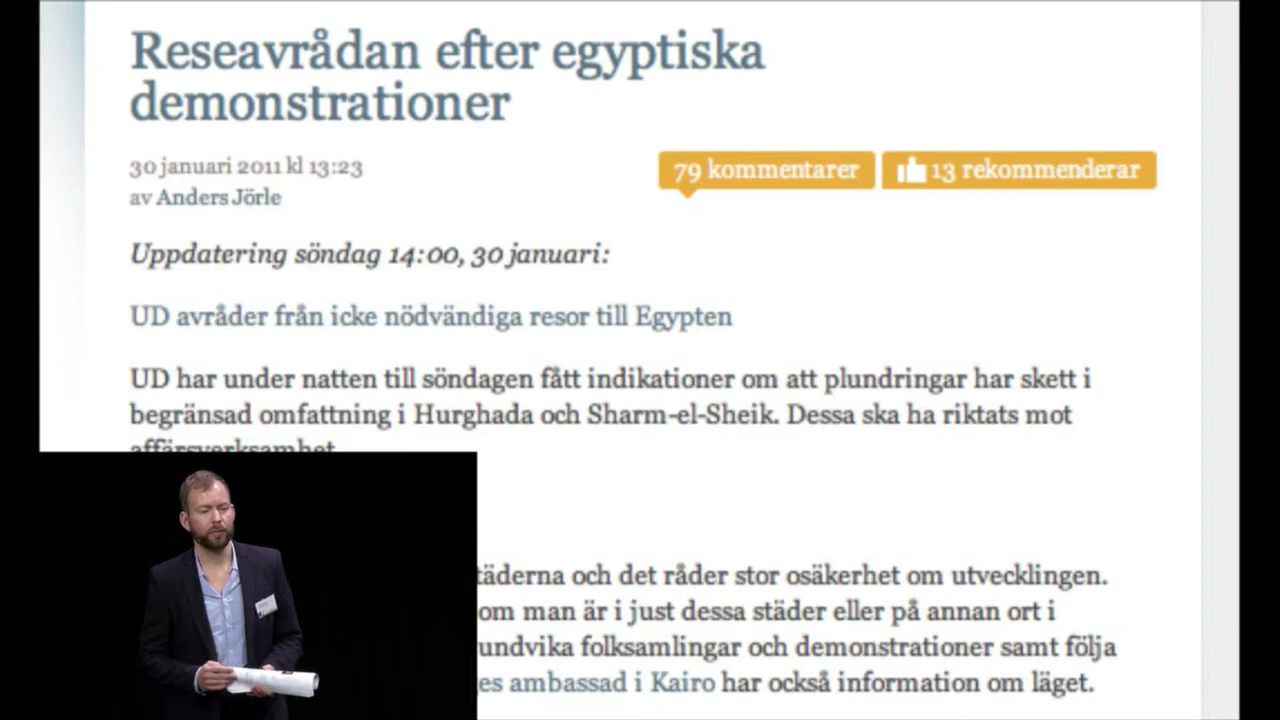 Reseavrådan efter egyptiska
demonstrationer
30 januari 2011 kl 13:23
79 kommentarer
13 rekommenderar
av Anders Jörle
Uppdatering söndag 14:00, 30 januari:
UD avråder från icke nödvändiga resor till Egypten
UD har under natten till söndagen fått indikationer om att plundringar har skett i
begränsad omfattning i Hurghada och Sharm-el-Sheik. Dessa ska ha riktats mot
affärsverksamhet.
täderna och det råder stor osäkerhet om utvecklingen.
om man är i just dessa städer eller på annan ort i
undvika folksamlingar och demonstrationer samt följa
es ambassad i Kairo har också information om läget.